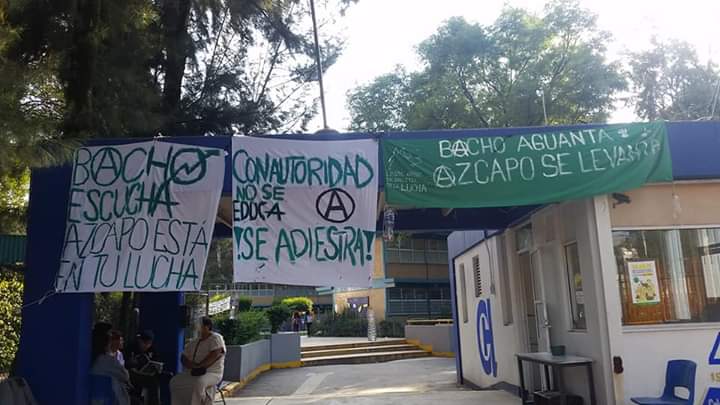 BACHO
ESCUCHA
AZCAPO ESTÁ
EN TU LUCHA
CON AUTORIDAD
NO SE
EDUCA
A
¡SE ADIESTRA!
BACHO AGUANTA
AZCAPO SE LEVANTA
LUCHA